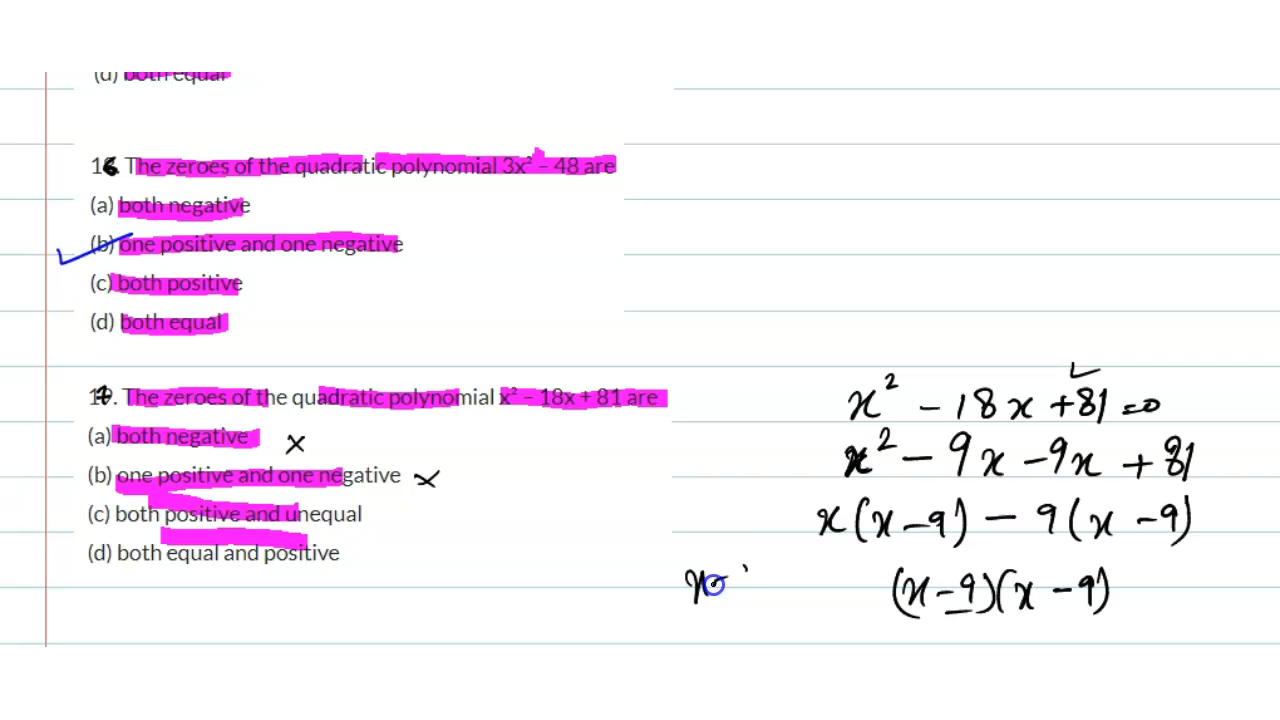 (d) both equal
16. The zeroes of the quadratic polynomial 3x² – 48 are
(a) both negative
(b) one positive and one negative
(c) both positive
(d) both equal
17. The zeroes of the quadratic polynomial x² – 18x + 81 are
(a) both negative ×
(b) one positive and one negative ×
(c) both positive and unequal
(d) both equal and positive
x² - 18x + 81 = 0
x² - 9x - 9x + 81
x(x - 9) - 9(x - 9)
(x - 9)(x - 9)
x